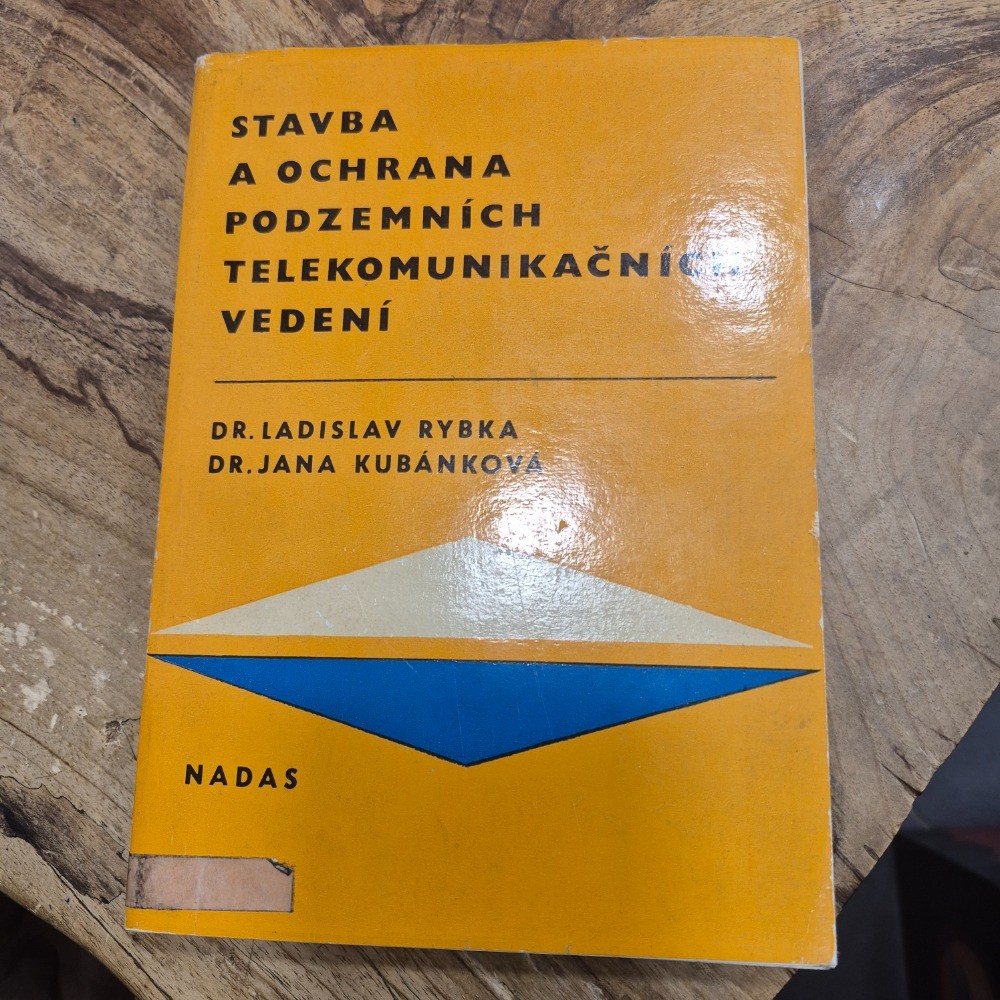 STAVBA
A OCHRANA
PODZEMNÍCH
TELEKOMUNIKAČNÍCH
VEDENÍ
DR. LADISLAV RYBKA
DR. JANA KUBÁNKOVÁ
NADAS